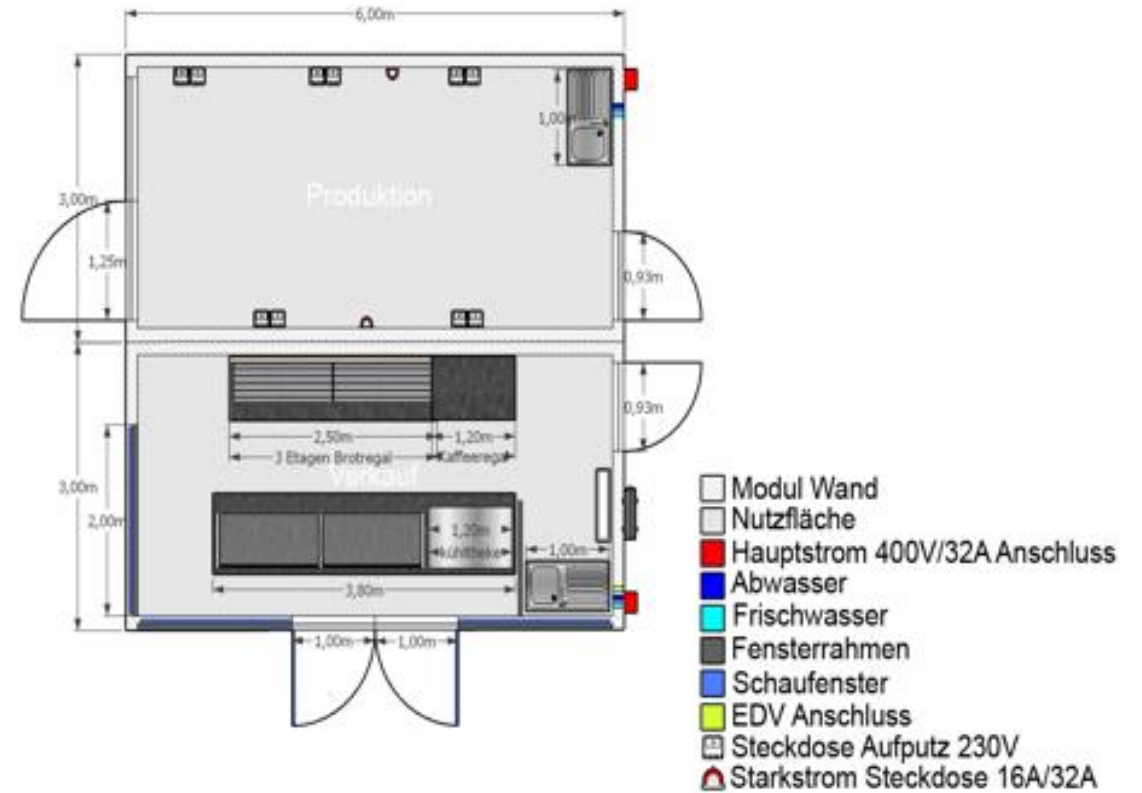 6,00m
1,00m
3,00m
Produktion
1,25m
0,93m
0,93m
2,50m
1,20m
3 Etagen Brotregal
Kaffeeregal
Verkauf
3,00m
2,00m
1,20m
Kühltheke
1,00m
3,80m
1,00m
1,00m
Modul Wand
Nutzfläche
Hauptstrom 400V/32A Anschluss
Abwasser
Frischwasser
Fensterrahmen
Schaufenster
EDV Anschluss
Steckdose Aufputz 230V
Starkstrom Steckdose 16A/32A